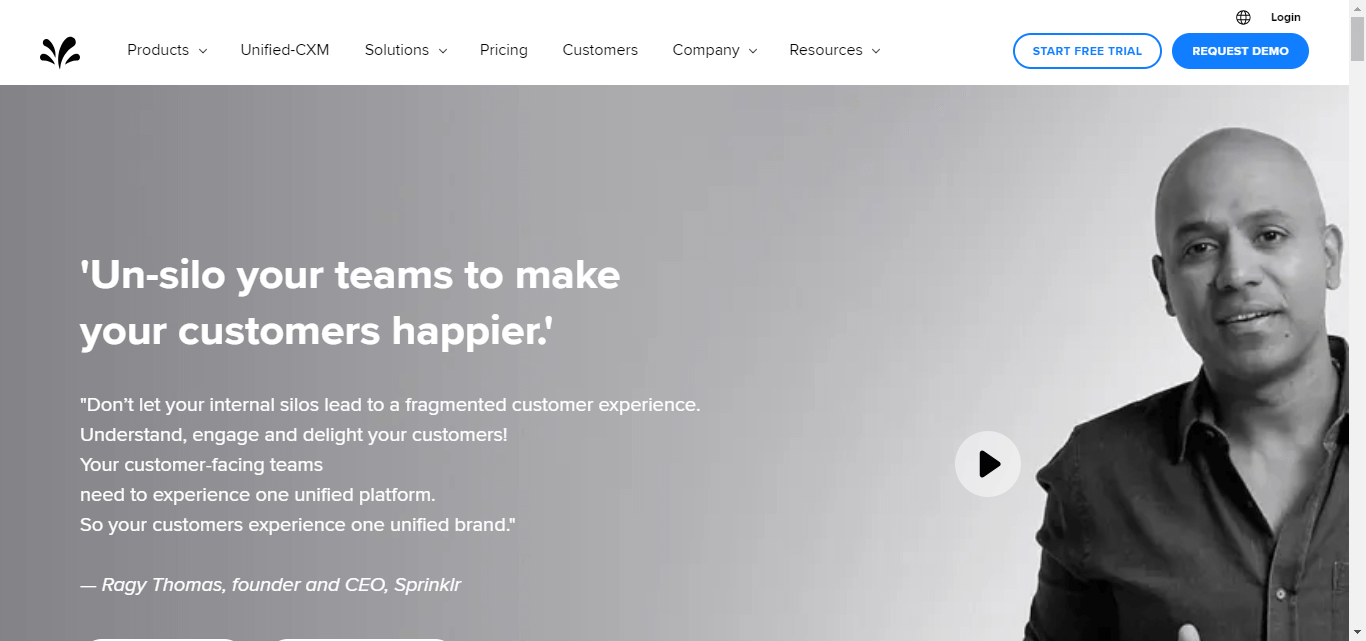 Login
Products
Unified-CXM
Solutions
Pricing
Customers
Company
Resources
START FREE TRIAL
REQUEST DEMO
'Un-silo your teams to make
your customers happier.'
"Don’t let your internal silos lead to a fragmented customer experience.
Understand, engage and delight your customers!
Your customer-facing teams
need to experience one unified platform.
So your customers experience one unified brand."
— Ragy Thomas, founder and CEO, Sprinklr